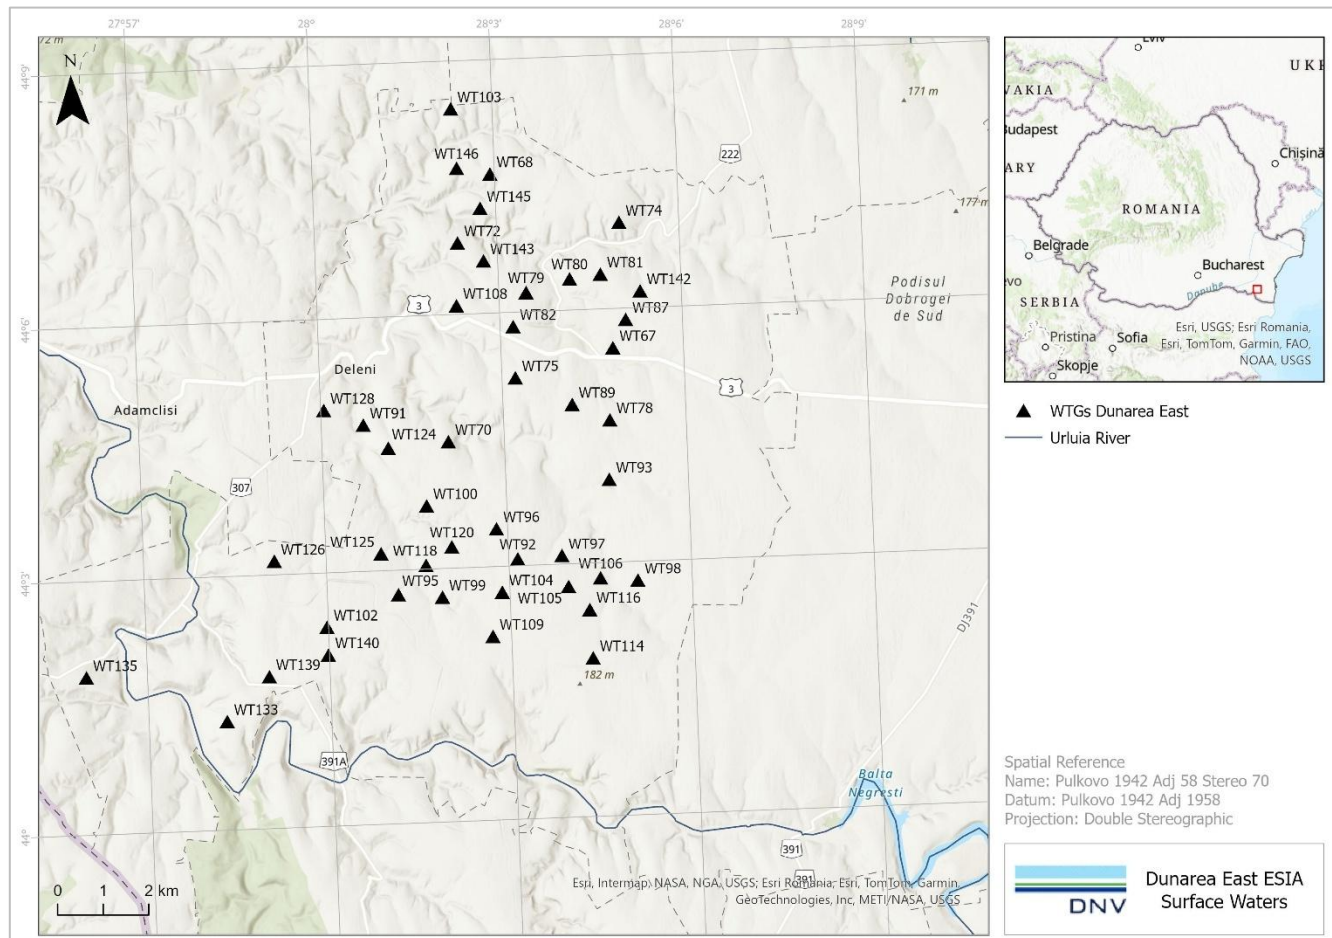 27°57'
28°
28°3'
28°6'
28°9'
72 m
N
44°9'
44°6'
44°3'
44°
WT103
171 m
WT146
WT68
222
WT145
WT74
177 m
WT72
WT143
WT80
WT81
WT79
WT142
Podisul
Dobrogei
de Sud
WT108
3
WT82
WT87
WT67
Deleni
WT75
3
Adamclisi
WT128
WT91
WT89
WT78
WT124
WT70
307
WT93
WT100
WT96
WT120
WT126
WT125
WT118
WT92
WT97
WT106
WT98
WT95
WT99
WT104
WT105
WT116
DJ391
WT102
WT109
WT140
WT114
WT135
WT139
182 m
WT133
391A
Balta
Negresti
391
391
0 1 2 km
Esri, Intermap, NASA, NGA, USGS; Esri Romania, Esri, TomTom, Garmin,
GeoTechnologies, Inc, METI/NASA, USGS
Lviv
UKR
VAKIA
Budapest
Chișină
ARY
ROMANIA
Belgrade
Bucharest
evo
Danube
SERBIA
Pristina
Sofia
Skopje
Esri, USGS; Esri Romania,
Esri, TomTom, Garmin, FAO,
NOAA, USGS
WTGs Dunarea East
Urluia River
Spatial Reference
Name: Pulkovo 1942 Adj 58 Stereo 70
Datum: Pulkovo 1942 Adj 1958
Projection: Double Stereographic
DNV
Dunarea East ESIA
Surface Waters